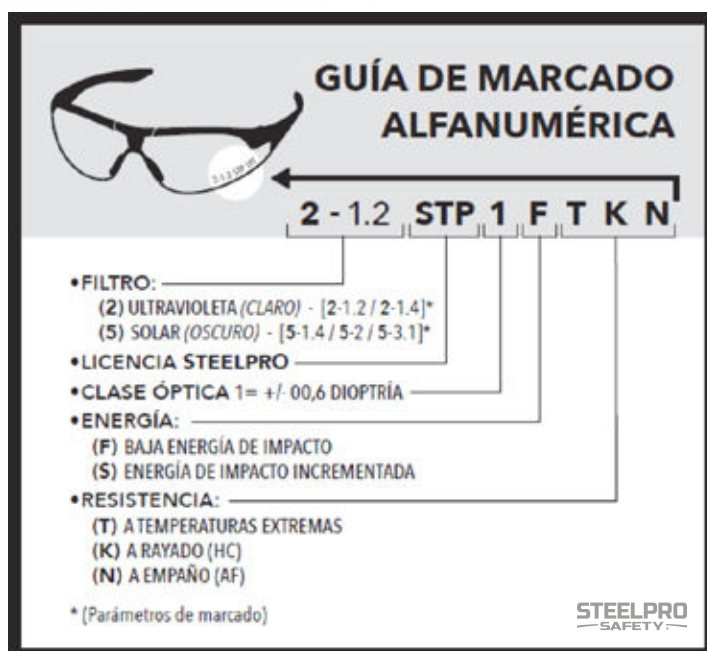 GUÍA DE MARCADO
ALFANUMÉRICA
2 - 1.2 STP 1 F T K N
•FILTRO:
(2) ULTRAVIOLETA (CLARO) - [2-1.2 / 2-1.4]*
(5) SOLAR (OSCURO) - [5-1.4 / 5-2 / 5-3.1]*
•LICENCIA STEELPRO
•CLASE ÓPTICA 1= +/- 00,6 DIOPTRÍA
•ENERGÍA:
(F) BAJA ENERGÍA DE IMPACTO
(S) ENERGÍA DE IMPACTO INCREMENTADA
•RESISTENCIA:
(T) A TEMPERATURAS EXTREMAS
(K) A RAYADO (HC)
(N) A EMPAÑO (AF)
* (Parámetros de marcado)
STEELPRO
SAFETY